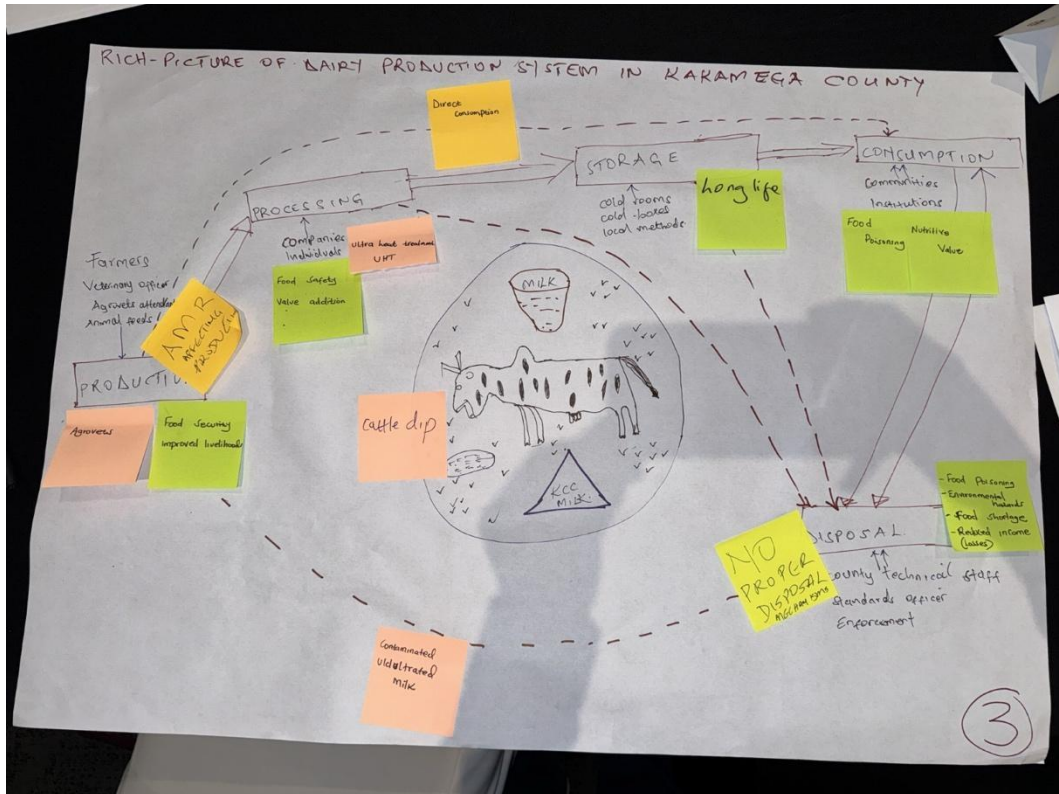 RICH-PICTURE OF DAIRY PRODUCTION SYSTEM IN KAKAMEGA COUNTY
Direct
consumption
STORAGE
CONSUMPTION
PROCESSING
cold rooms
cold-boxes
local methods
Long life
Communities
Institutions
Food
Poisoning
Nutritive
Value
Companies
Individuals
Ultra heat treatment
UHT
Food Safety
Value addition
Farmers
Veterinary officer
Agrovets attendant
Animal feeds
AMR
AFFECTING
PRODUCTION
PRODUCTI
Agrovets
Food Security
improved livelihoods
MILK
Cattle dip
KCC
MILK
- Food Poisoning
- Environmental
hazards
- Food shortage
- Reduced income
(losses)
DISPOSAL
NO
PROPER
DISPOSAL
MECHANISMS
county technical staff
Standards officer
Enforcement
Contaminated
Uldultrated
Milk
3